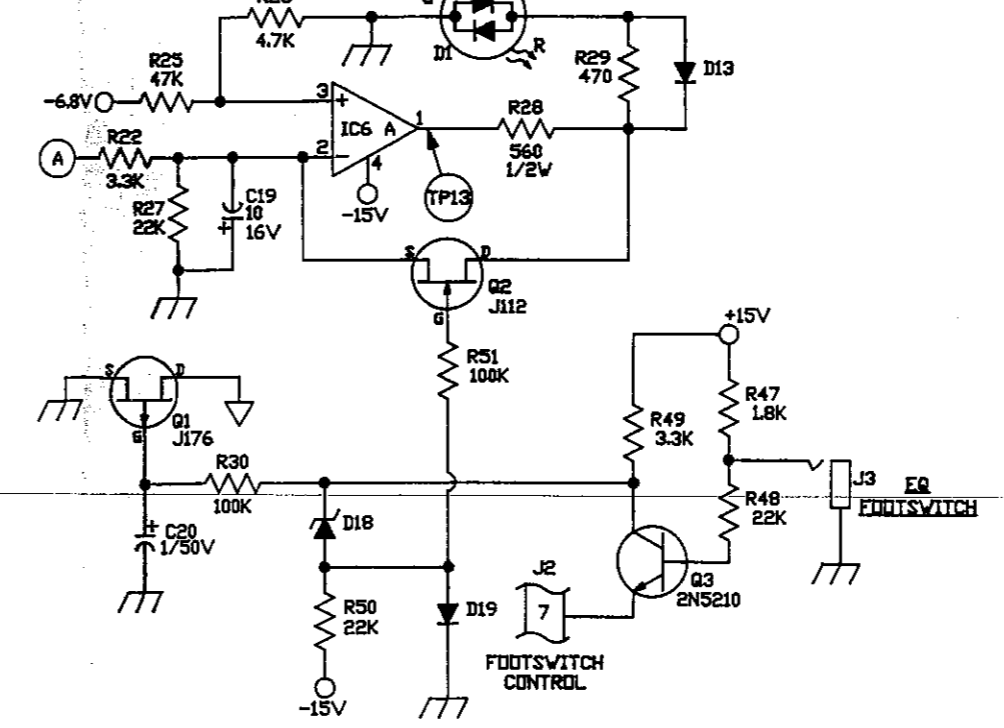 4.7K
D1
R
R29
470
D13
R25
47K
-6.8V
3
+
IC6 A
1
R28
560
1/2W
A
R22
3.3K
2
-
4
-15V
TP13
R27
22K
C19
10
16V
+
S
D
Q2
J112
G
+15V
R51
100K
R47
1.8K
S
D
Q1
J176
G
R49
3.3K
R30
100K
J3
EQ
FOOTSWITCH
R48
22K
D18
+
C20
1/50V
J2
7
Q3
2N5210
R50
22K
D19
FOOTSWITCH
CONTROL
-15V